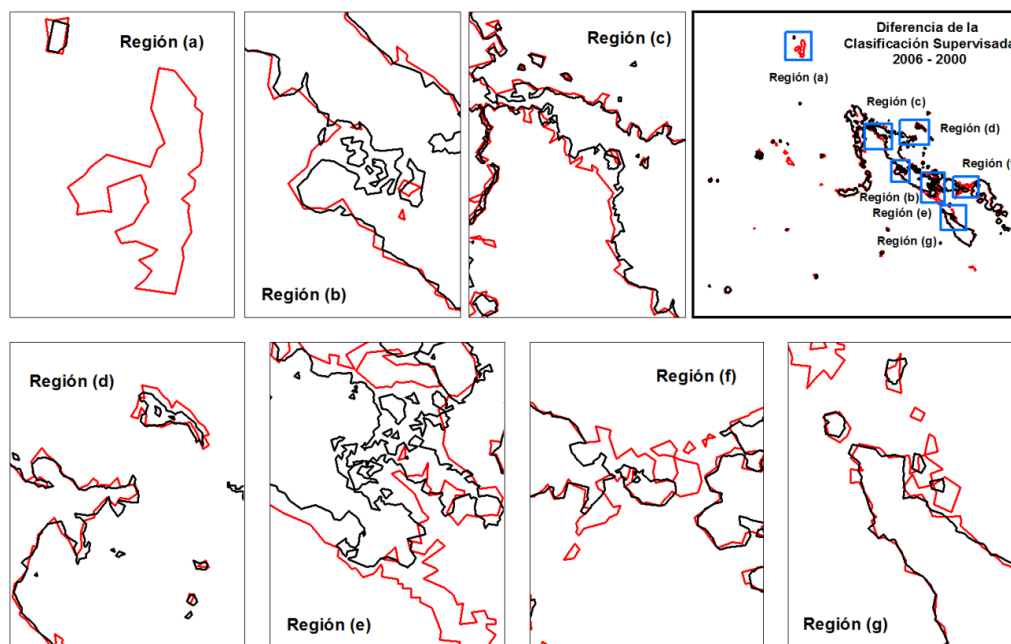 Región (a)
Región (b)
Región (c)
Diferencia de la
Clasificación Supervisada
2006 - 2000
Región (a)
Región (c)
Región (d)
Región (
Región (b)
Región (e)
Región (g)
Región (d)
Región (e)
Región (f)
Región (g)